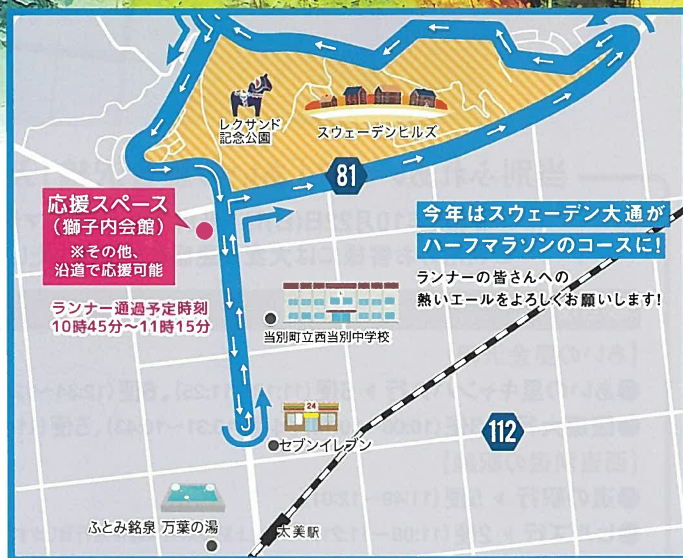 レクサンド
記念公園
スウェーデンヒルズ
81
応援スペース
(獅子内会館)
※その他、
沿道で応援可能
ランナー通過予定時刻
10時45分〜11時15分
今年はスウェーデン大通が
ハーフマラソンのコースに!
ランナーの皆さんへの
熱いエールをよろしくお願いします!
当別町立西当別中学校
24
セブンイレブン
112
ふとみ銘泉 万葉の湯
太美駅